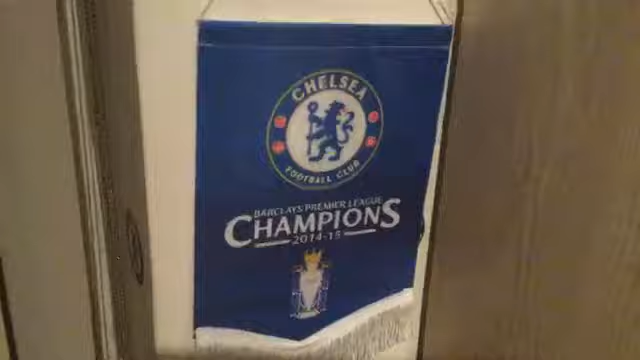 CHELSEA
FOOTBALL CLUB
BARCLAYS PREMIER LEAGUE
CHAMPIONS
2014-15